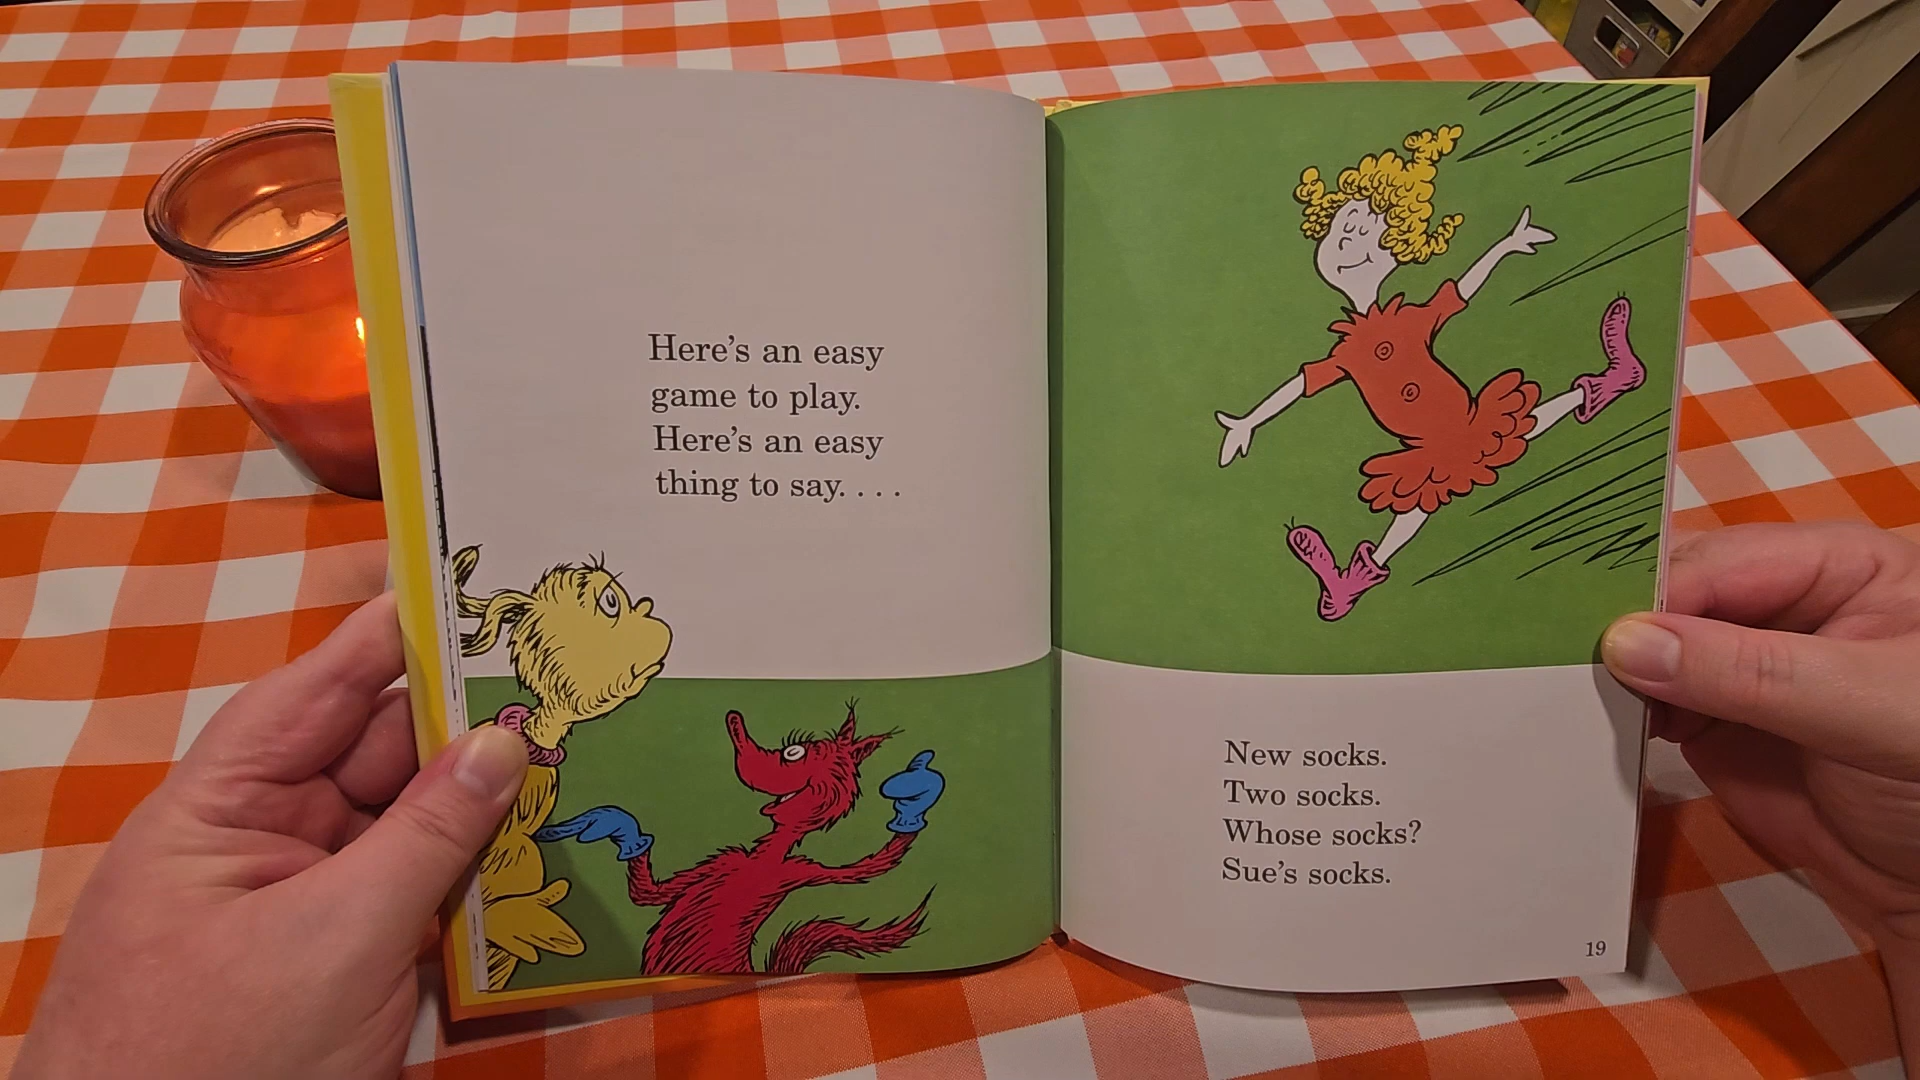 Here's an easy
game to play.
Here's an easy
thing to say. . . .
New socks.
Two socks.
Whose socks?
Sue's socks.
19